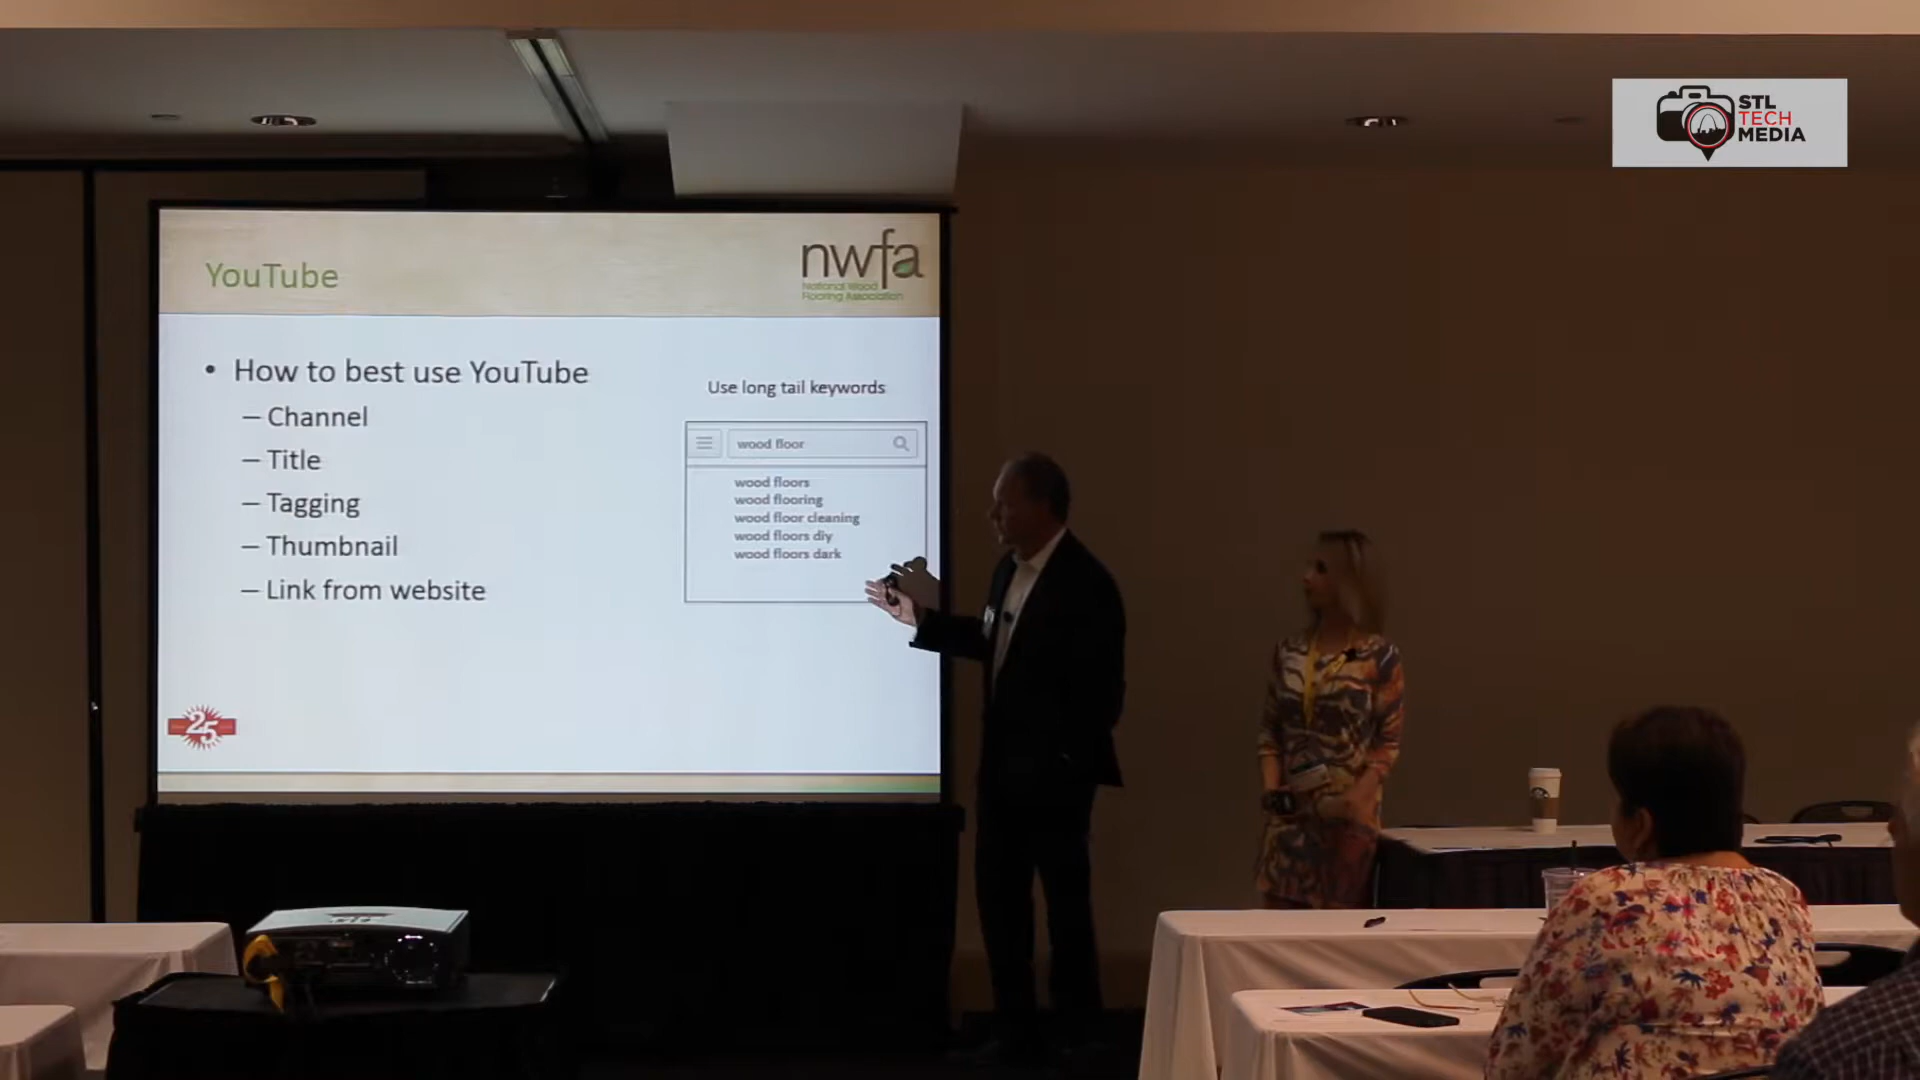 STL
TECH
MEDIA
YouTube
nwfa
National Wood
Flooring Association
• How to best use YouTube
– Channel
– Title
– Tagging
– Thumbnail
– Link from website
Use long tail keywords
wood floor
wood floors
wood flooring
wood floor cleaning
wood floors diy
wood floors dark
25